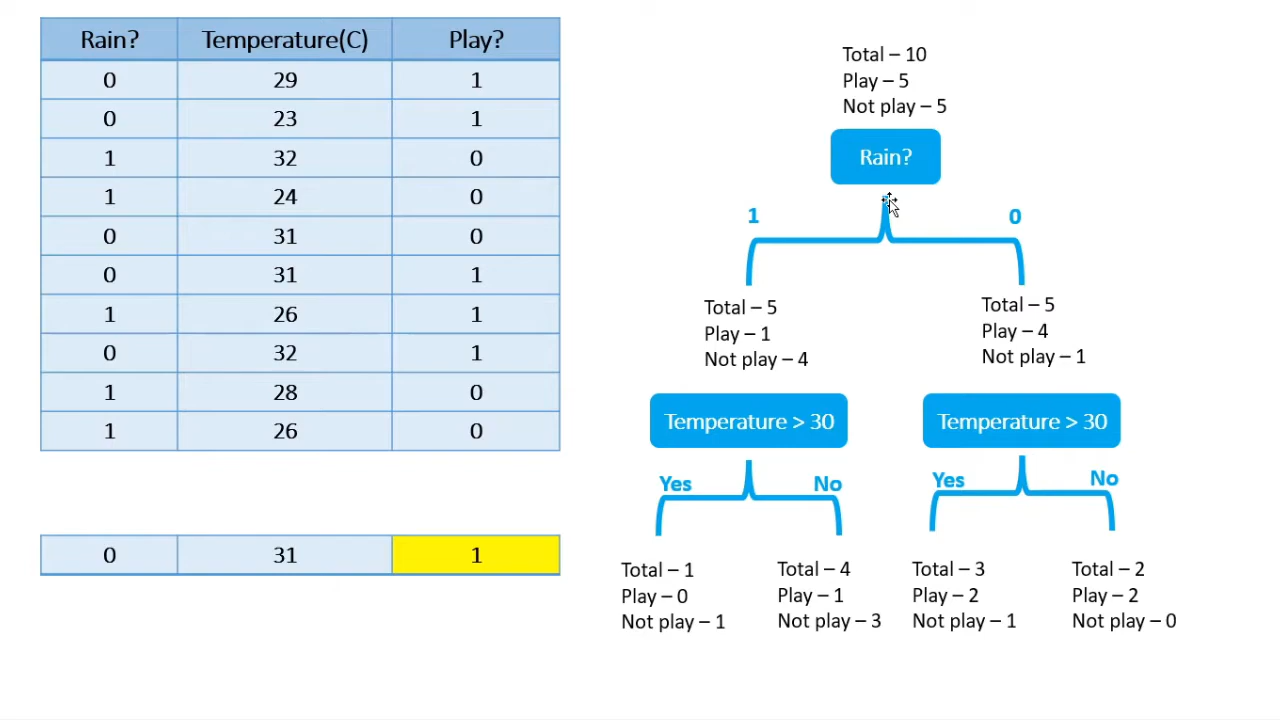 Rain? Temperature(C) Play?
0 29 1
0 23 1
1 32 0
1 24 0
0 31 0
0 31 1
1 26 1
0 32 1
1 28 0
1 26 0
0 31 1
Total – 10
Play – 5
Not play – 5
Rain?
1 0
Total – 5
Play – 1
Not play – 4
Total – 5
Play – 4
Not play – 1
Temperature > 30
Temperature > 30
Yes No
Yes No
Total – 1
Play – 0
Not play – 1
Total – 4
Play – 1
Not play – 3
Total – 3
Play – 2
Not play – 1
Total – 2
Play – 2
Not play – 0